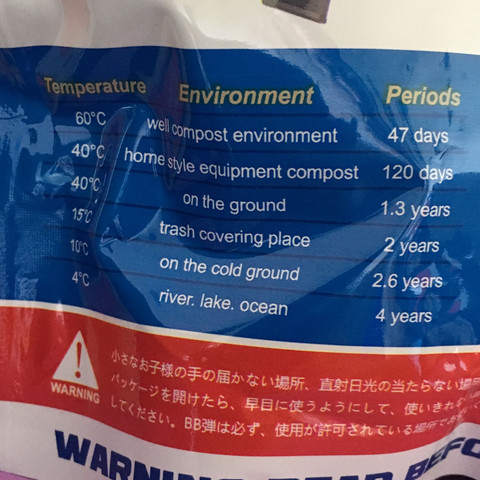 Temperature Environment Periods
60°C well compost environment 47 days
40°C home style equipment compost 120 days
40°C on the ground 1.3 years
15°C trash covering place 2 years
10°C on the cold ground 2.6 years
4°C river. lake. ocean 4 years
小さなお子様の手の届かない場所、直射日光の当たらない場所
WARNING パッケージを開けたら、早目に使うようにして、使いきれな
してください。BB弾は必ず、使用が許可されている場所で
WARNING READ BEFO